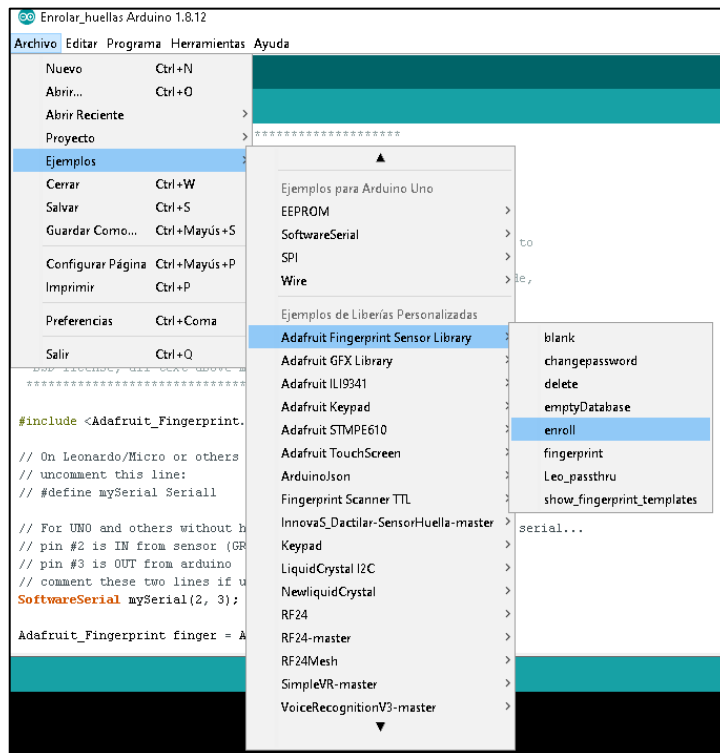 Enrolar_huellas Arduino 1.8.12
Archivo Editar Programa Herramientas Ayuda
Nuevo Ctrl+N
Abrir... Ctrl+O
Abrir Reciente
Proyecto
Ejemplos
Cerrar Ctrl+W
Salvar Ctrl+S
Guardar Como... Ctrl+Mayús+S
Configurar Página Ctrl+Mayús+P
Imprimir Ctrl+P
Preferencias Ctrl+Coma
Salir Ctrl+Q
Ejemplos para Arduino Uno
EEPROM
SoftwareSerial
SPI
Wire
Ejemplos de Liberías Personalizadas
Adafruit Fingerprint Sensor Library
Adafruit GFX Library
Adafruit ILI9341
Adafruit Keypad
Adafruit STMPE610
Adafruit TouchScreen
ArduinoJson
Fingerprint Scanner TTL
InnovaS_Dactilar-SensorHuella-master
Keypad
LiquidCrystal I2C
NewliquidCrystal
RF24
RF24-master
RF24Mesh
SimpleVR-master
VoiceRecognitionV3-master
blank
changepassword
delete
emptyDatabase
enroll
fingerprint
Leo_passthru
show_fingerprint_templates
********************
to
de,
BSD license, all text above m
******************************
#include <Adafruit_Fingerprint.
// On Leonardo/Micro or others
// uncomment this line:
// #define mySerial Serial1
// For UNO and others without h serial...
// pin #2 is IN from sensor (GR
// pin #3 is OUT from arduino
// comment these two lines if u
SoftwareSerial mySerial(2, 3);
Adafruit_Fingerprint finger = A